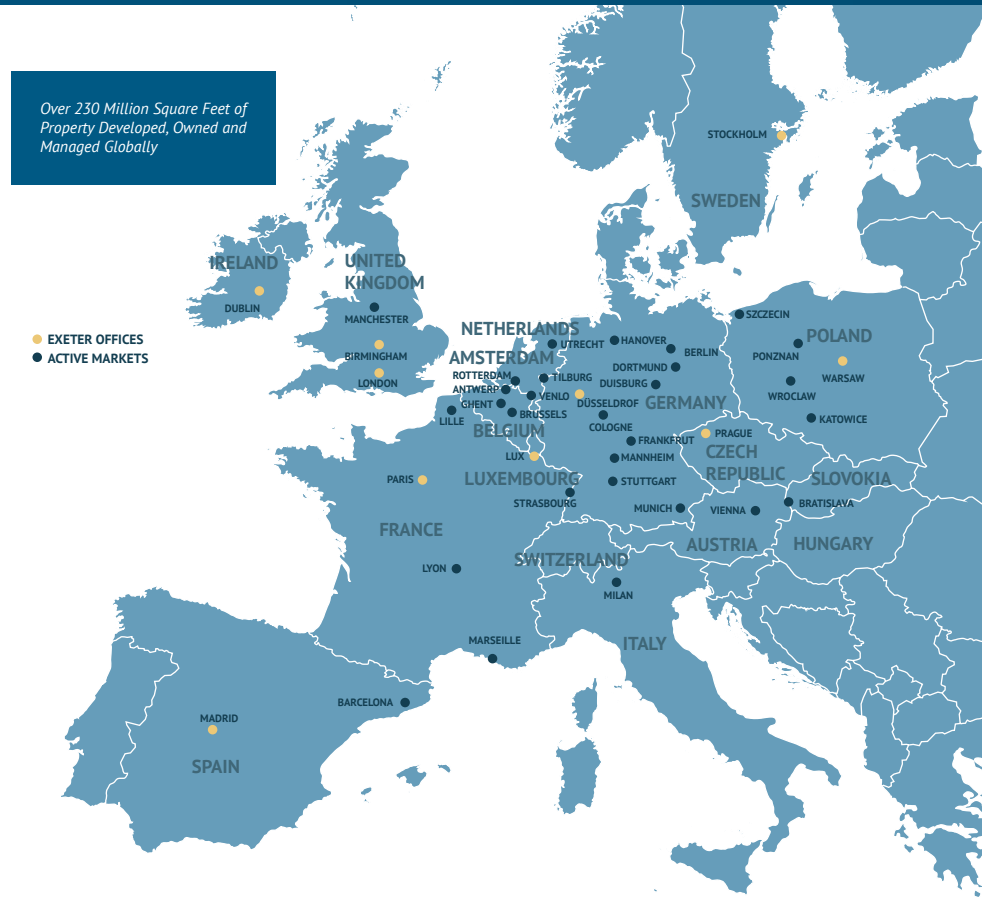 Over 230 Million Square Feet of
Property Developed, Owned and
Managed Globally
STOCKHOLM
SWEDEN
IRELAND
DUBLIN
UNITED
KINGDOM
MANCHESTER
BIRMINGHAM
LONDON
EXETER OFFICES
ACTIVE MARKETS
NETHERLANDS
UTRECHT
AMSTERDAM
ROTTERDAM
TILBURG
ANTWERP
VENLO
GHENT
BRUSSELS
LILLE
BELGIUM
HANOVER
BERLIN
DORTMUND
DUISBURG
DÜSSELDROF
GERMANY
COLOGNE
FRANKFRUT
MANNHEIM
STUTTGART
MUNICH
SZCZECIN
POLAND
PONZNAN
WARSAW
WROCLAW
KATOWICE
PRAGUE
CZECH
REPUBLIC
SLOVOKIA
BRATISLAVA
VIENNA
AUSTRIA
HUNGARY
LUX
LUXEMBOURG
STRASBOURG
PARIS
FRANCE
SWITZERLAND
LYON
MILAN
ITALY
MARSEILLE
BARCELONA
MADRID
SPAIN